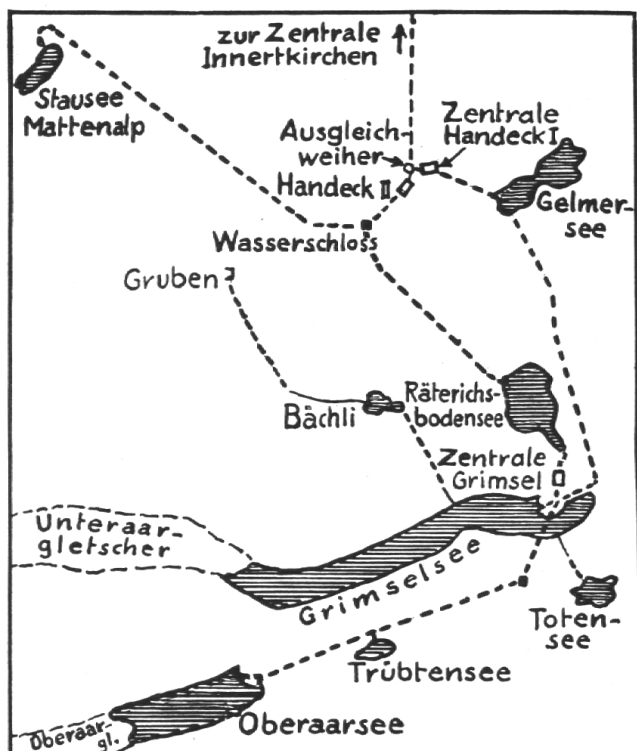 zur Zentrale
Innertkirchen
Stausee
Mattenalp
Ausgleich-
weiher
Zentrale
Handeck I
Handeck II
Gelmer-
see
Wasserschloss
Gruben
Bächli
Räterichs-
bodensee
Zentrale
Grimsel
Unteraar-
gletscher
Grimselsee
Toten-
see
Trübtensee
Oberaarsee
Oberaar-
gl.